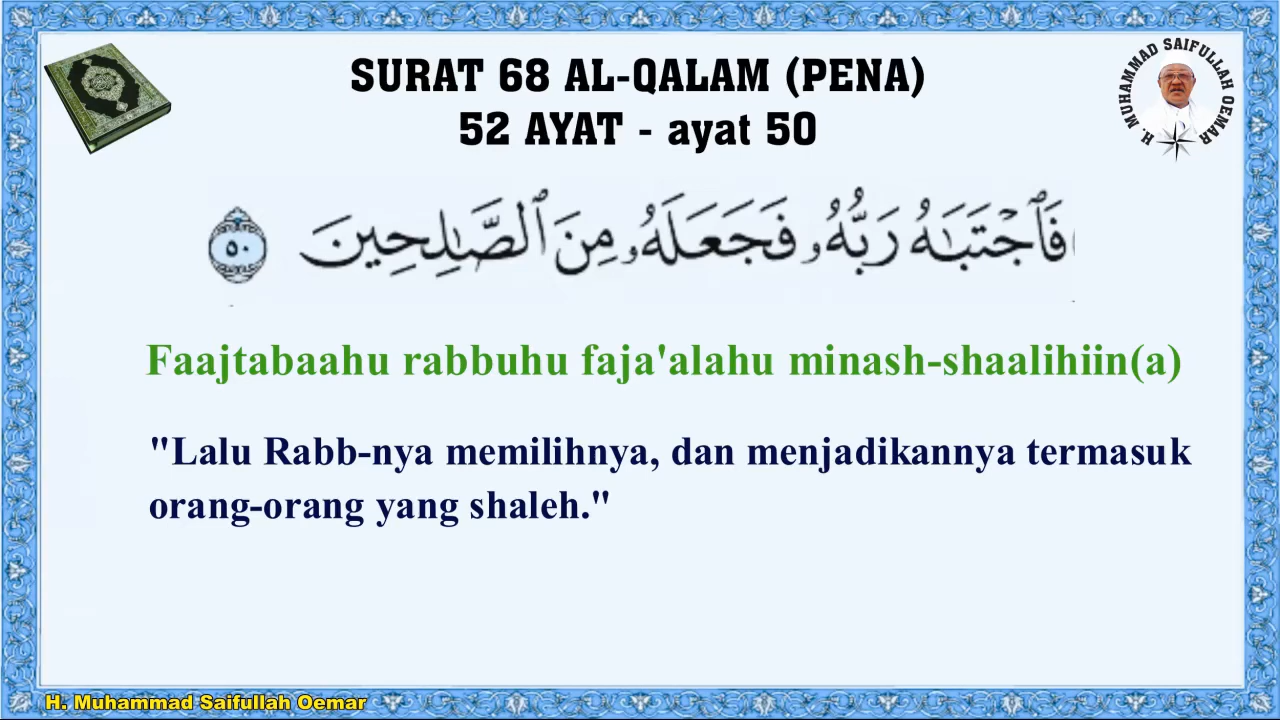 SURAT 68 AL-QALAM (PENA)
52 AYAT - ayat 50
H. MUHAMMAD SAIFULLAH OEMAR
فَٱجْتَبَـٰهُ رَبُّهُۥ فَجَعَلَهُۥ مِنَ ٱلصَّـٰلِحِينَ ٥٠
Faajtabaahu rabbuhu faja'alahu minash-shaalihiin(a)
"Lalu Rabb-nya memilihnya, dan menjadikannya termasuk
orang-orang yang shaleh."
H. Muhammad Saifullah Oemar